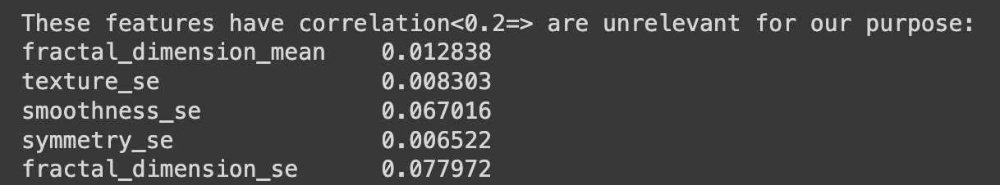 These features have correlation<0.2=> are unrelevant for our purpose:
fractal_dimension_mean    0.012838
texture_se                0.008303
smoothness_se             0.067016
symmetry_se               0.006522
fractal_dimension_se      0.077972